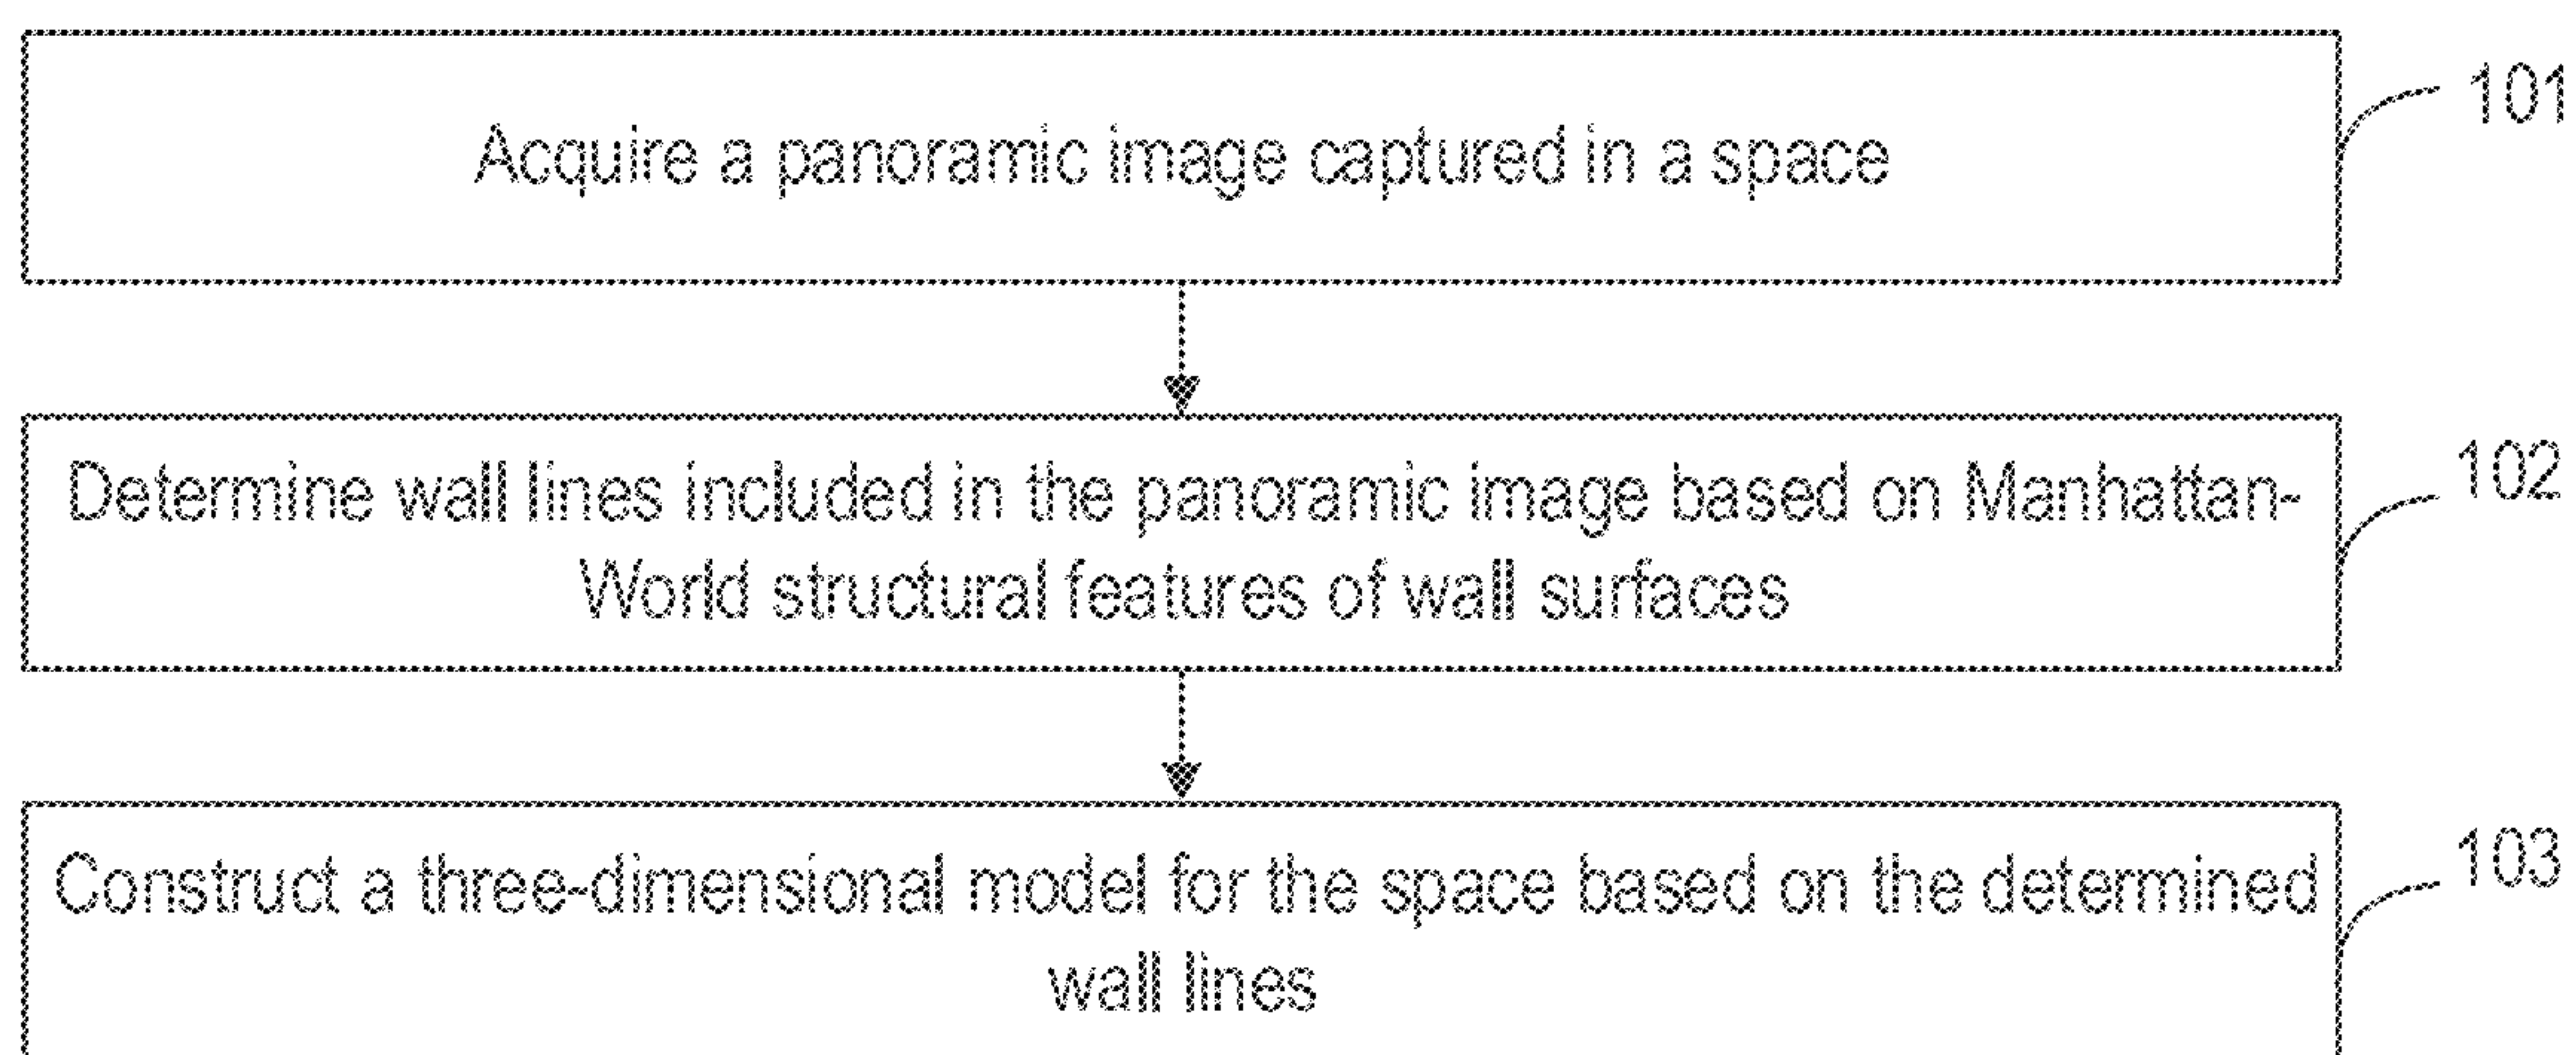 Acquire a panoramic image captured in a space
101
Determine wall lines included in the panoramic image based on Manhattan-
World structural features of wall surfaces
102
Construct a three-dimensional model for the space based on the determined
wall lines
103